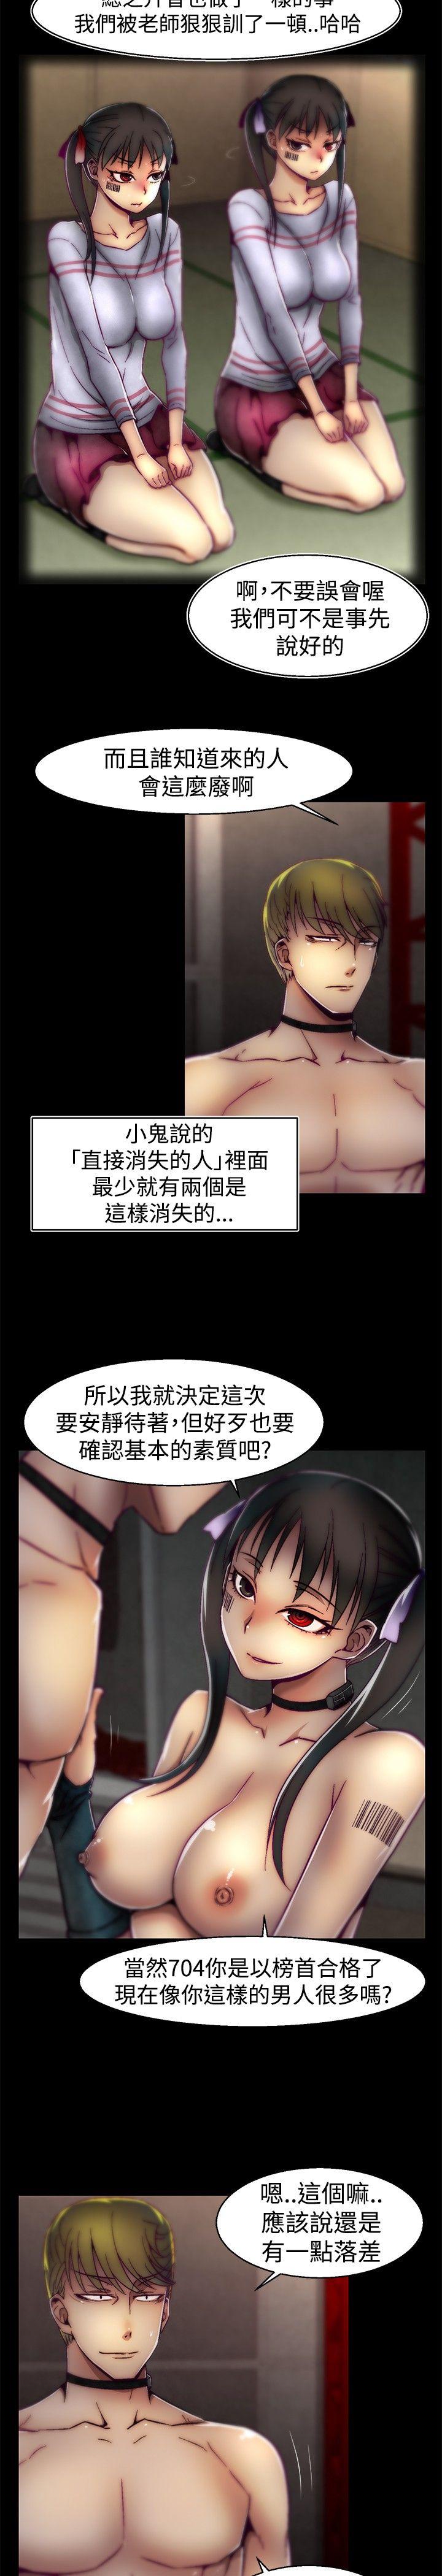 我們被老師狠狠訓了一頓..哈哈
啊,不要誤會喔
我們可不是事先
說好的
而且誰知道來的人
會這麼廢啊
小鬼說的
「直接消失的人」裡面
最少就有兩個是
這樣消失的...
所以我就決定這次
要安靜待著,但好歹也要
確認基本的素質吧?
當然704你是以榜首合格了
現在像你這樣的男人很多嗎?
嗯..這個嘛..
應該說還是
有一點落差